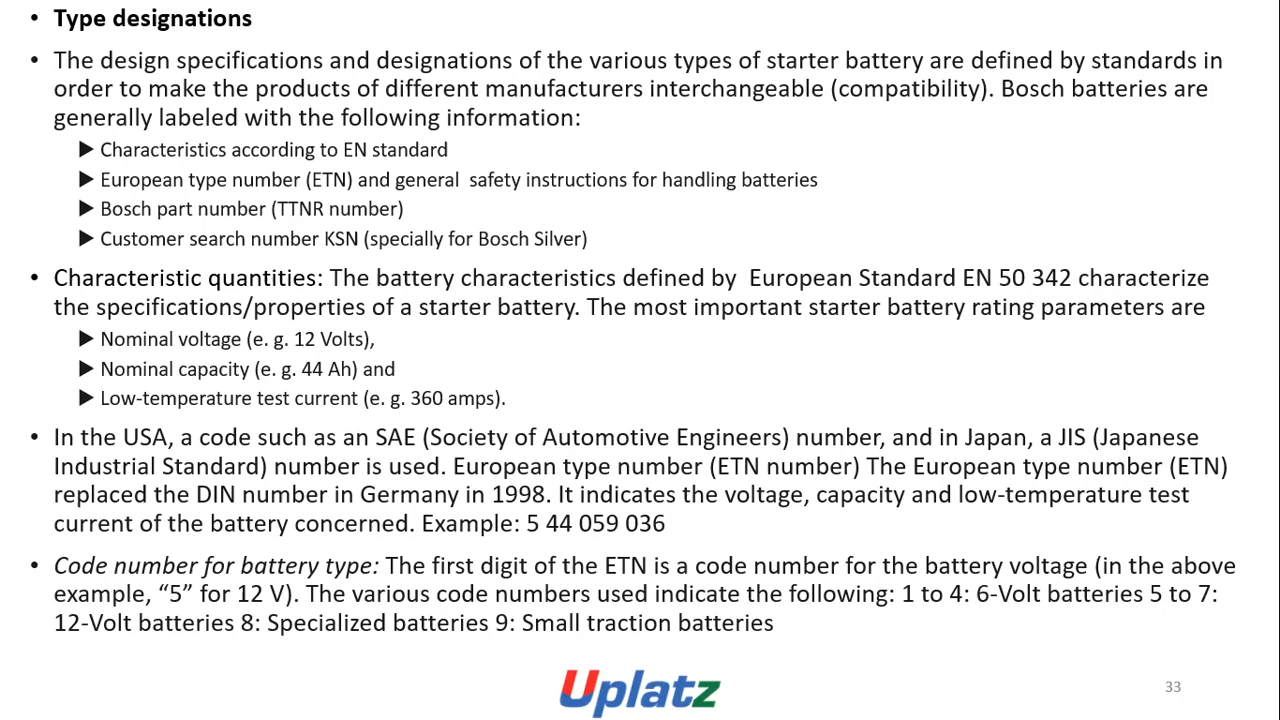 • Type designations
• The design specifications and designations of the various types of starter battery are defined by standards in
order to make the products of different manufacturers interchangeable (compatibility). Bosch batteries are
generally labeled with the following information:
▶ Characteristics according to EN standard
▶ European type number (ETN) and general  safety instructions for handling batteries
▶ Bosch part number (TTNR number)
▶ Customer search number KSN (specially for Bosch Silver)
• Characteristic quantities: The battery characteristics defined by  European Standard EN 50 342 characterize
the specifications/properties of a starter battery. The most important starter battery rating parameters are
▶ Nominal voltage (e. g. 12 Volts),
▶ Nominal capacity (e. g. 44 Ah) and
▶ Low-temperature test current (e. g. 360 amps).
• In the USA, a code such as an SAE (Society of Automotive Engineers) number, and in Japan, a JIS (Japanese
Industrial Standard) number is used. European type number (ETN number) The European type number (ETN)
replaced the DIN number in Germany in 1998. It indicates the voltage, capacity and low-temperature test
current of the battery concerned. Example: 5 44 059 036
• Code number for battery type: The first digit of the ETN is a code number for the battery voltage (in the above
example, “5” for 12 V). The various code numbers used indicate the following: 1 to 4: 6-Volt batteries 5 to 7:
12-Volt batteries 8: Specialized batteries 9: Small traction batteries
Uplatz
33